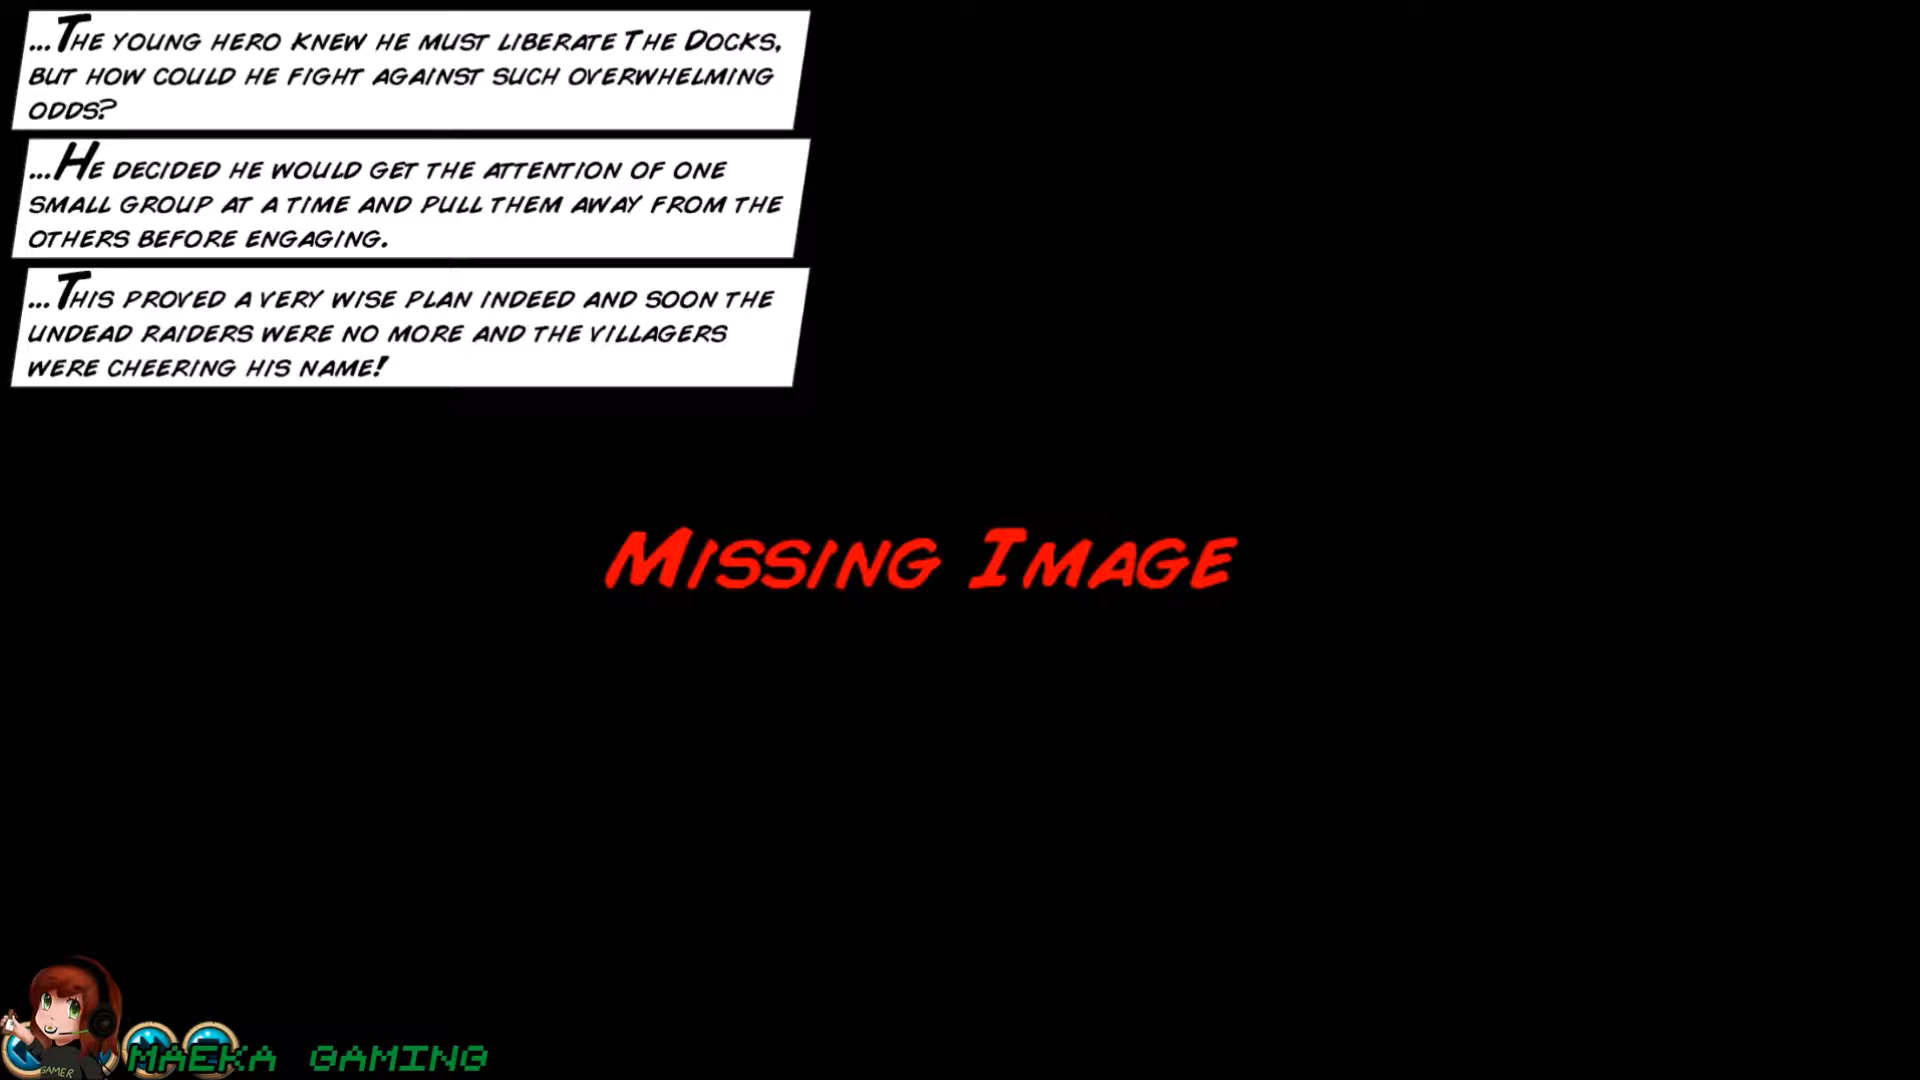 ...The young hero knew he must liberate The Docks,
but how could he fight against such overwhelming
odds?
...He decided he would get the attention of one
small group at a time and pull them away from the
others before engaging.
...This proved a very wise plan indeed and soon the
undead raiders were no more and the villagers
were cheering his name!
Missing Image
GAMER
MAEKA GAMING